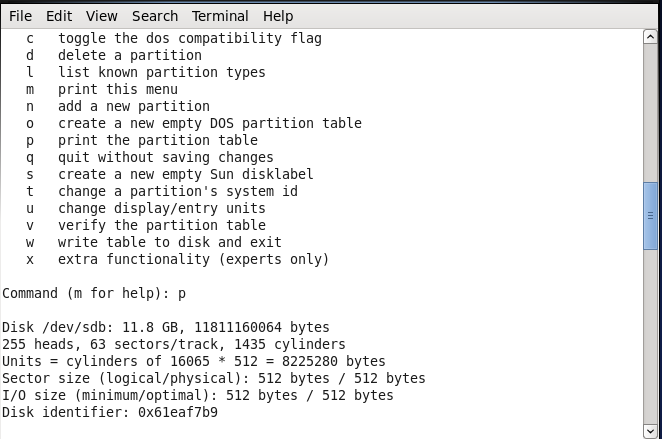 File Edit View Search Terminal Help
c   toggle the dos compatibility flag
d   delete a partition
l   list known partition types
m   print this menu
n   add a new partition
o   create a new empty DOS partition table
p   print the partition table
q   quit without saving changes
s   create a new empty Sun disklabel
t   change a partition's system id
u   change display/entry units
v   verify the partition table
w   write table to disk and exit
x   extra functionality (experts only)
Command (m for help): p
Disk /dev/sdb: 11.8 GB, 11811160064 bytes
255 heads, 63 sectors/track, 1435 cylinders
Units = cylinders of 16065 * 512 = 8225280 bytes
Sector size (logical/physical): 512 bytes / 512 bytes
I/O size (minimum/optimal): 512 bytes / 512 bytes
Disk identifier: 0x61eaf7b9